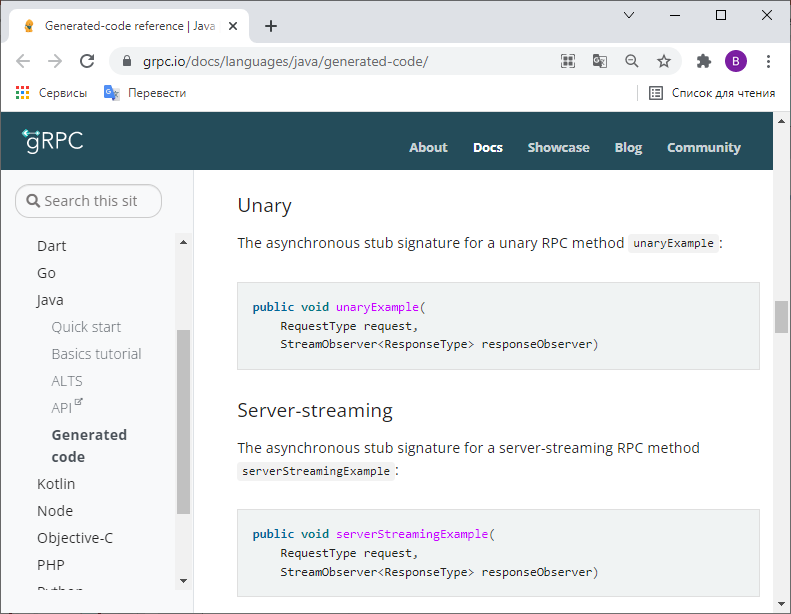 Generated-code reference | Java
grpc.io/docs/languages/java/generated-code/
B
Сервисы
Перевести
Список для чтения
gRPC
About
Docs
Showcase
Blog
Community
Search this sit
Dart
Go
Java
Quick start
Basics tutorial
ALTS
API
Generated
code
Kotlin
Node
Objective-C
PHP
Python
Unary
The asynchronous stub signature for a unary RPC method unaryExample:
public void unaryExample(
RequestType request,
StreamObserver<ResponseType> responseObserver)
Server-streaming
The asynchronous stub signature for a server-streaming RPC method
serverStreamingExample:
public void serverStreamingExample(
RequestType request,
StreamObserver<ResponseType> responseObserver)